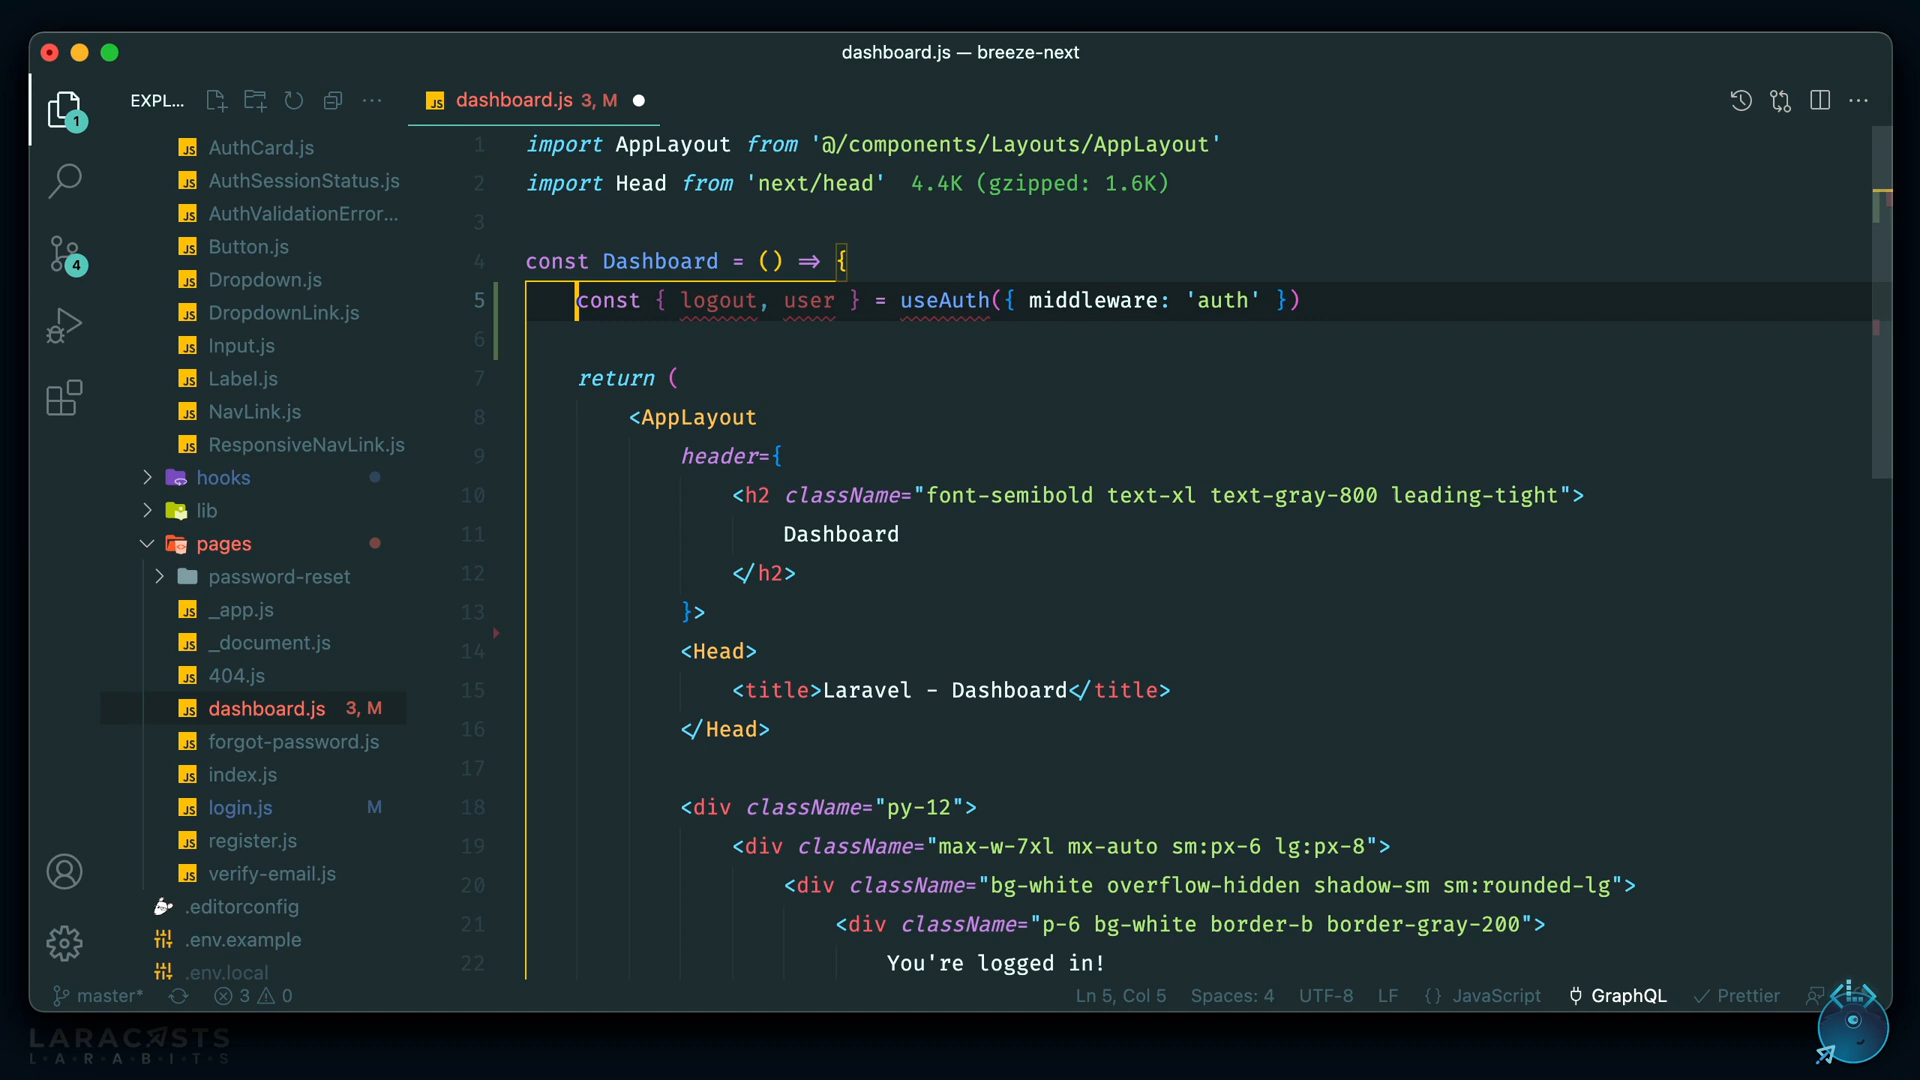 dashboard.js — breeze-next
EXPL...
dashboard.js 3, M
1
4
AuthCard.js
AuthSessionStatus.js
AuthValidationError...
Button.js
Dropdown.js
DropdownLink.js
Input.js
Label.js
NavLink.js
ResponsiveNavLink.js
hooks
lib
pages
password-reset
_app.js
_document.js
404.js
dashboard.js 3, M
forgot-password.js
index.js
login.js M
register.js
verify-email.js
.editorconfig
.env.example
.env.local
1 import AppLayout from '@/components/Layouts/AppLayout'
2 import Head from 'next/head' 4.4K (gzipped: 1.6K)
3
4 const Dashboard = () => {
5 const { logout, user } = useAuth({ middleware: 'auth' })
6
7 return (
8 <AppLayout
9 header={
10 <h2 className="font-semibold text-xl text-gray-800 leading-tight">
11 Dashboard
12 </h2>
13 }>
14 <Head>
15 <title>Laravel - Dashboard</title>
16 </Head>
17
18 <div className="py-12">
19 <div className="max-w-7xl mx-auto sm:px-6 lg:px-8">
20 <div className="bg-white overflow-hidden shadow-sm sm:rounded-lg">
21 <div className="p-6 bg-white border-b border-gray-200">
22 You're logged in!
master* 3 0 Ln 5, Col 5 Spaces: 4 UTF-8 LF {} JavaScript GraphQL Prettier
LARACASTS
LARABITS